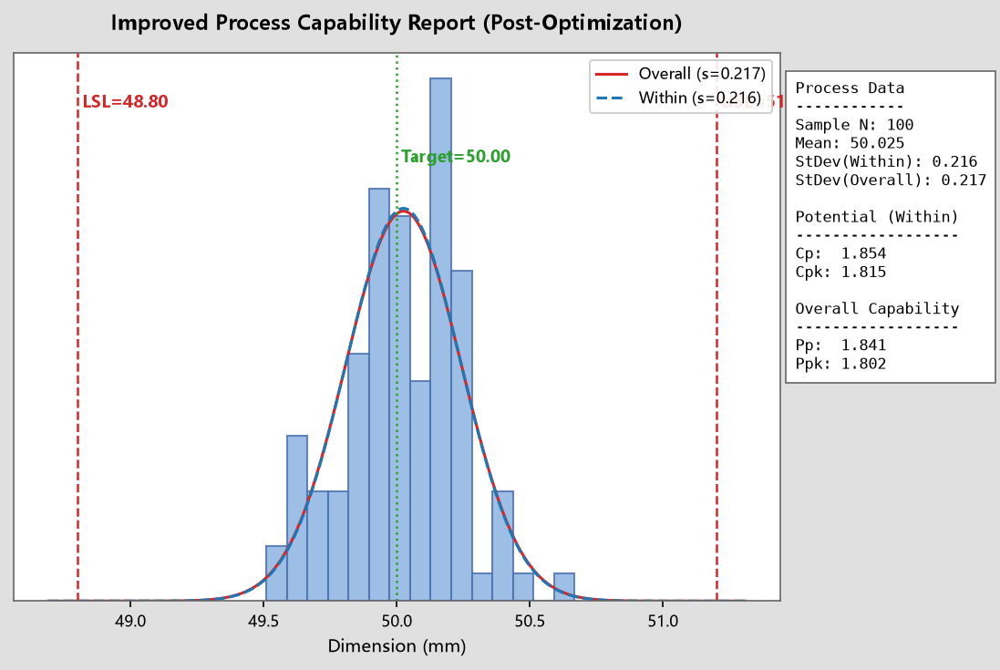 Improved Process Capability Report (Post-Optimization)
LSL=48.80
Target=50.00
Overall (s=0.217)
Within (s=0.216)
49.0 49.5 50.0 50.5 51.0
Dimension (mm)
Process Data
------------
Sample N: 100
Mean: 50.025
StDev(Within): 0.216
StDev(Overall): 0.217
Potential (Within)
------------------
Cp: 1.854
Cpk: 1.815
Overall Capability
------------------
Pp: 1.841
Ppk: 1.802